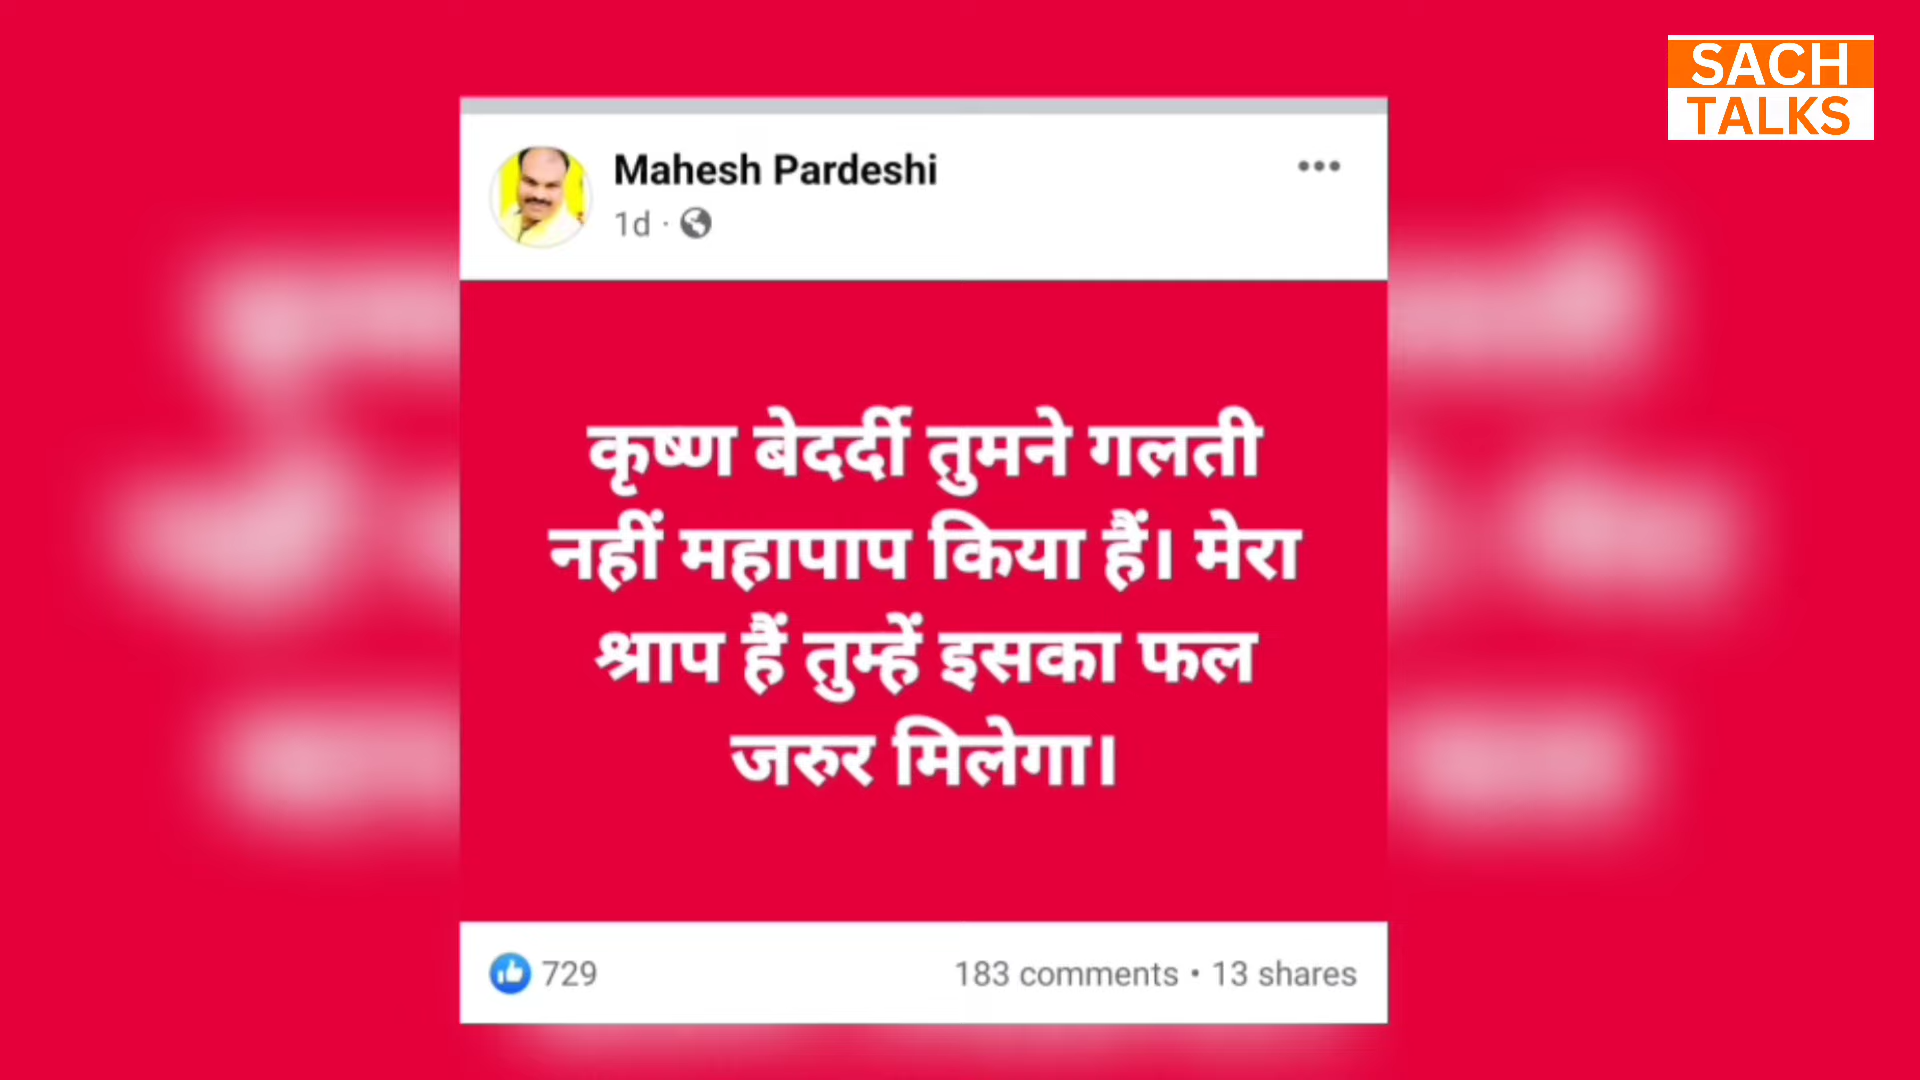 SACH
TALKS
Mahesh Pardeshi
1d ·
कृष्ण बेदर्दी तुमने गलती
नहीं महापाप किया हैं। मेरा
श्राप हैं तुम्हें इसका फल
जरुर मिलेगा।
729
183 comments • 13 shares